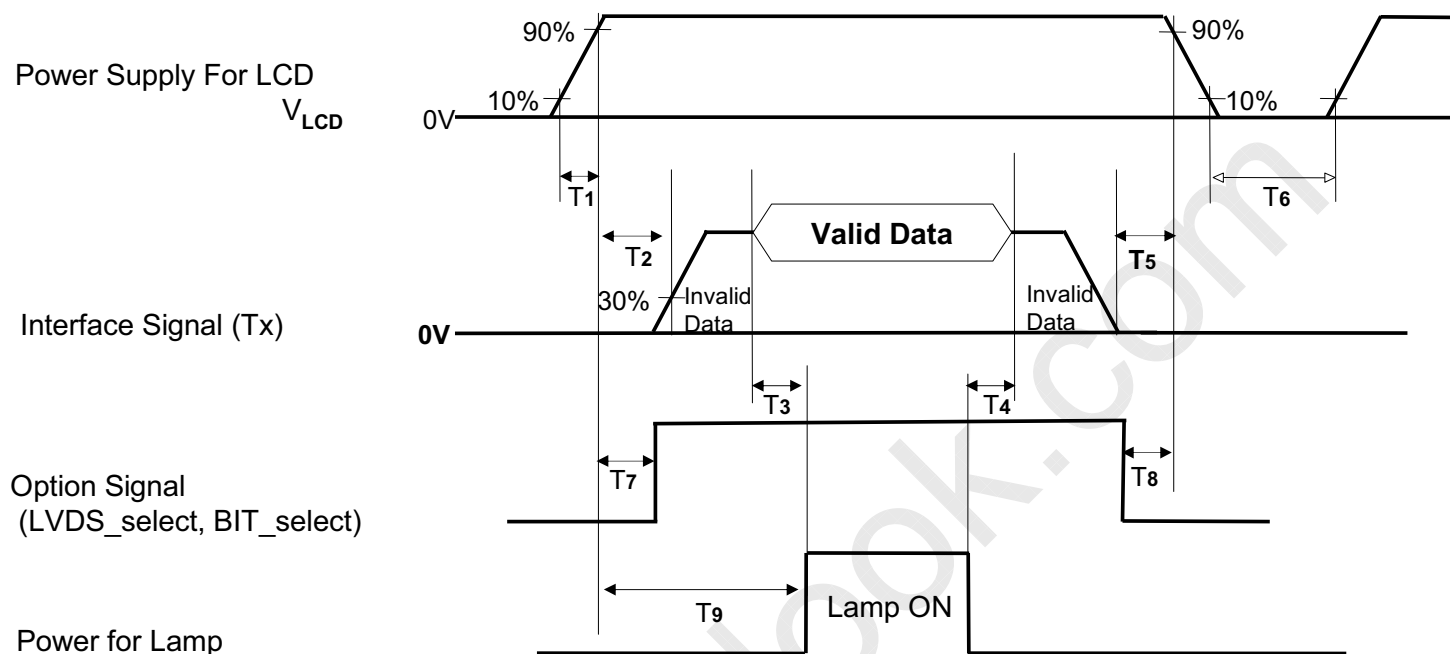 90%
90%
Power Supply For LCD
VLCD
10%
10%
0V
T1
T6
Valid Data
T2
T5
30%
Invalid
Data
Invalid
Data
Interface Signal (Tx)
0V
T3
T4
T7
T8
Option Signal
(LVDS_select, BIT_select)
T9
Lamp ON
Power for Lamp
look.com